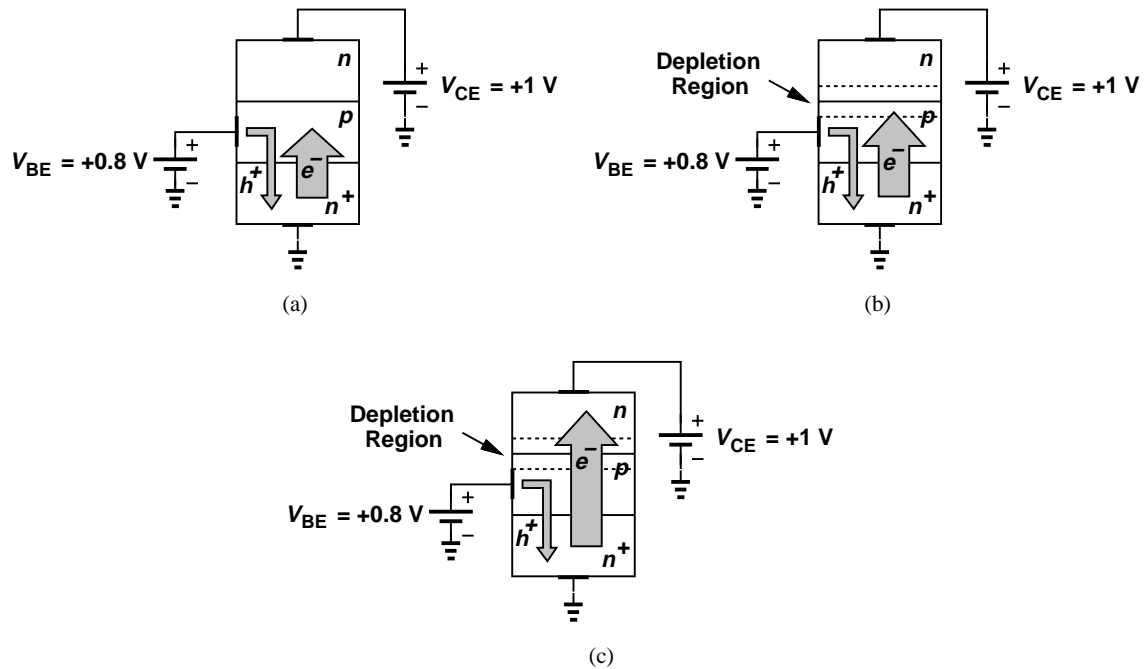 n
+
V_CE = +1 V
−
p
+
V_BE = +0.8 V
−
h⁺
e⁻
n⁺
(a)
Depletion
Region
n
+
V_CE = +1 V
−
p
+
V_BE = +0.8 V
−
h⁺
e⁻
n⁺
(b)
Depletion
Region
n
+
V_CE = +1 V
−
e⁻
p
+
V_BE = +0.8 V
−
h⁺
n⁺
(c)